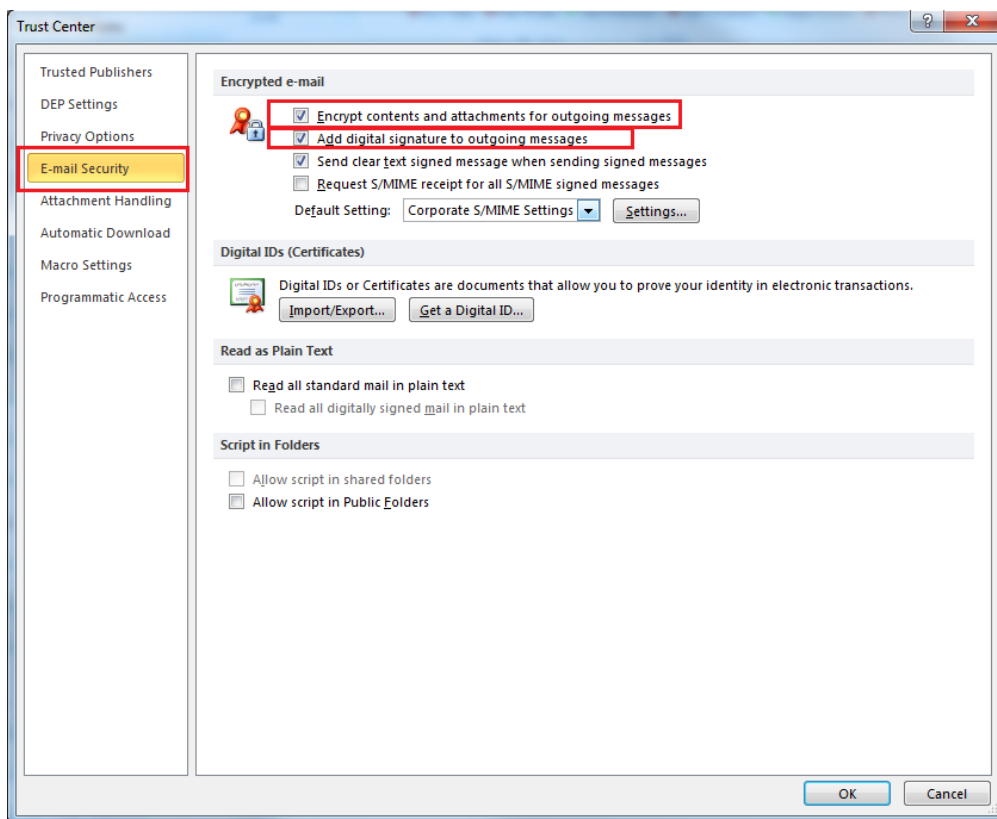 Trust Center
Trusted Publishers
DEP Settings
Privacy Options
E-mail Security
Attachment Handling
Automatic Download
Macro Settings
Programmatic Access
Encrypted e-mail
Encrypt contents and attachments for outgoing messages
Add digital signature to outgoing messages
Send clear text signed message when sending signed messages
Request S/MIME receipt for all S/MIME signed messages
Default Setting: Corporate S/MIME Settings Settings...
Digital IDs (Certificates)
Digital IDs or Certificates are documents that allow you to prove your identity in electronic transactions.
Import/Export... Get a Digital ID...
Read as Plain Text
Read all standard mail in plain text
Read all digitally signed mail in plain text
Script in Folders
Allow script in shared folders
Allow script in Public Folders
OK Cancel